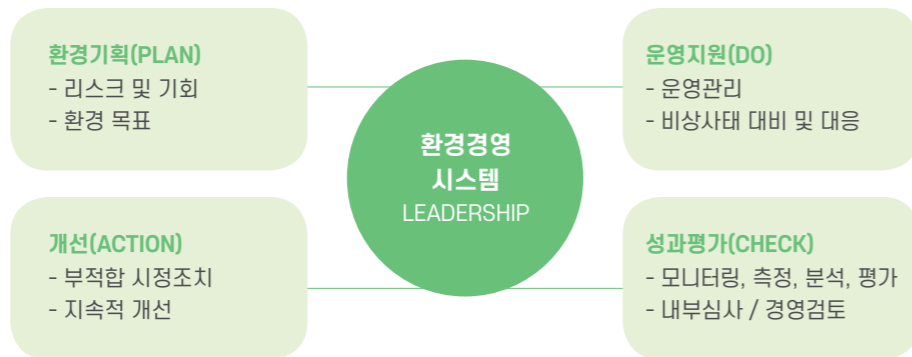 환경기획(PLAN)
- 리스크 및 기회
- 환경 목표
환경경영
시스템
LEADERSHIP
운영지원(DO)
- 운영관리
- 비상사태 대비 및 대응
개선(ACTION)
- 부적합 시정조치
- 지속적 개선
성과평가(CHECK)
- 모니터링, 측정, 분석, 평가
- 내부심사 / 경영검토